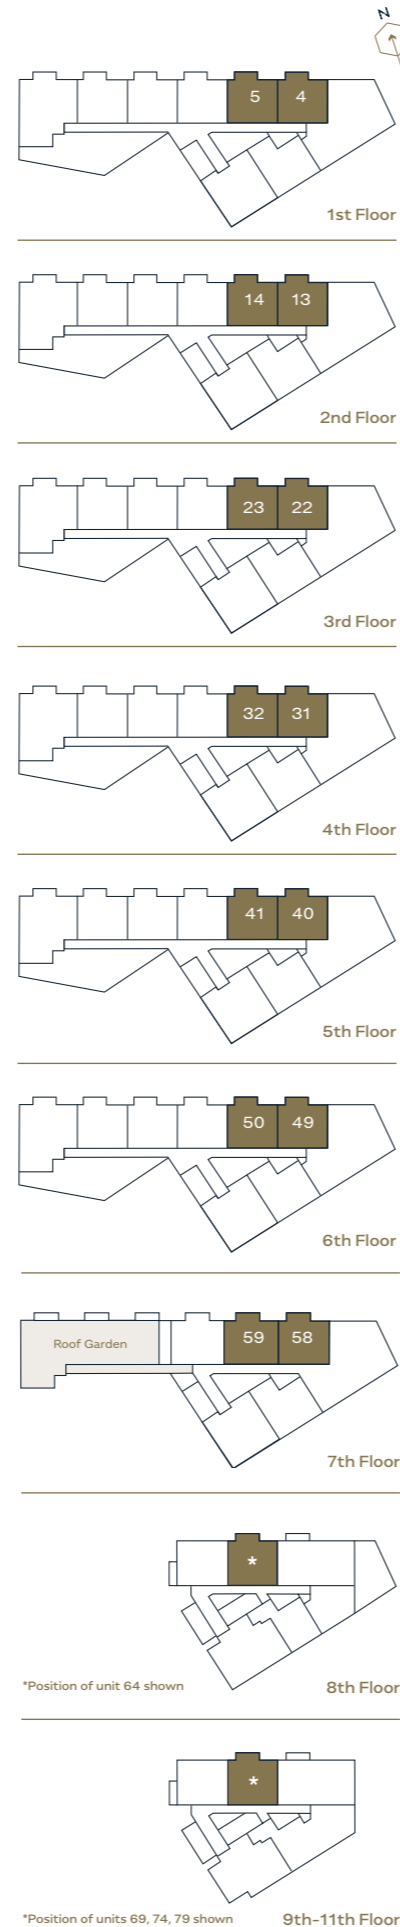 N
5 4
1st Floor
14 13
2nd Floor
23 22
3rd Floor
32 31
4th Floor
41 40
5th Floor
50 49
6th Floor
Roof Garden 59 58
7th Floor
*
*Position of unit 64 shown 8th Floor
*
*Position of units 69, 74, 79 shown 9th-11th Floor